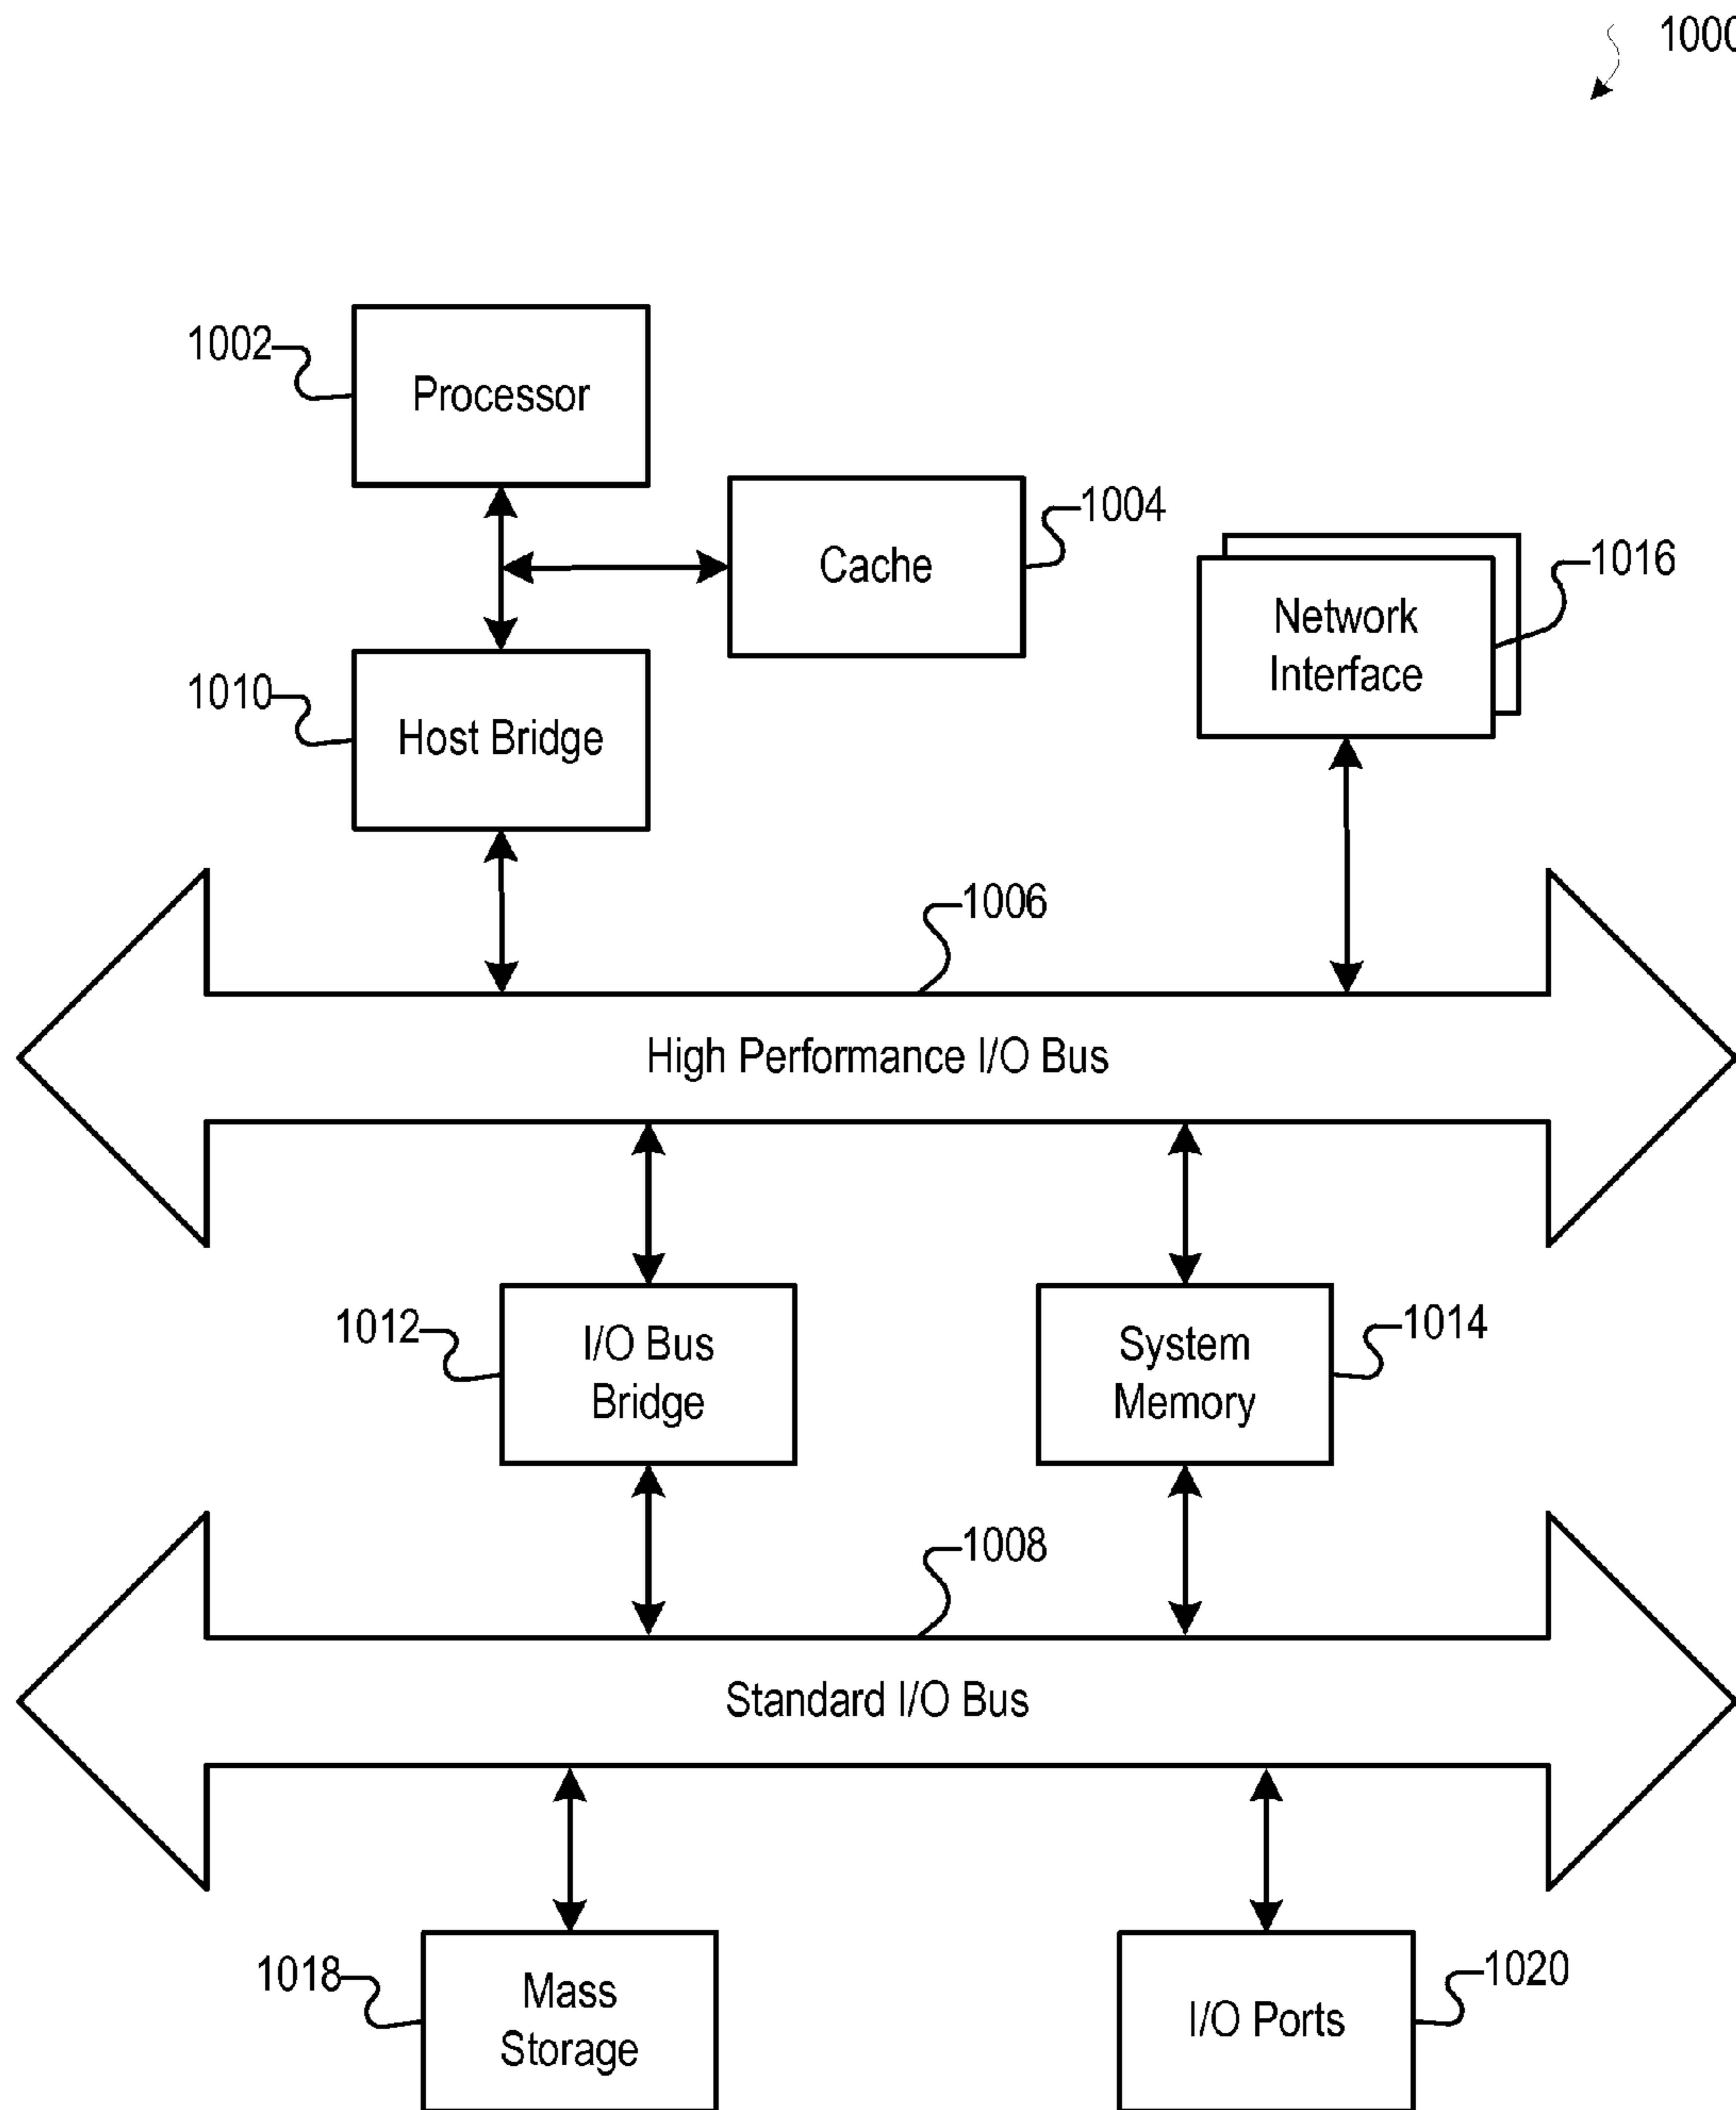 1000
1002
Processor
1004
Cache
1016
Network
Interface
1010
Host Bridge
1006
High Performance I/O Bus
1012
I/O Bus
Bridge
System
Memory
1014
1008
Standard I/O Bus
1018
Mass
Storage
I/O Ports
1020